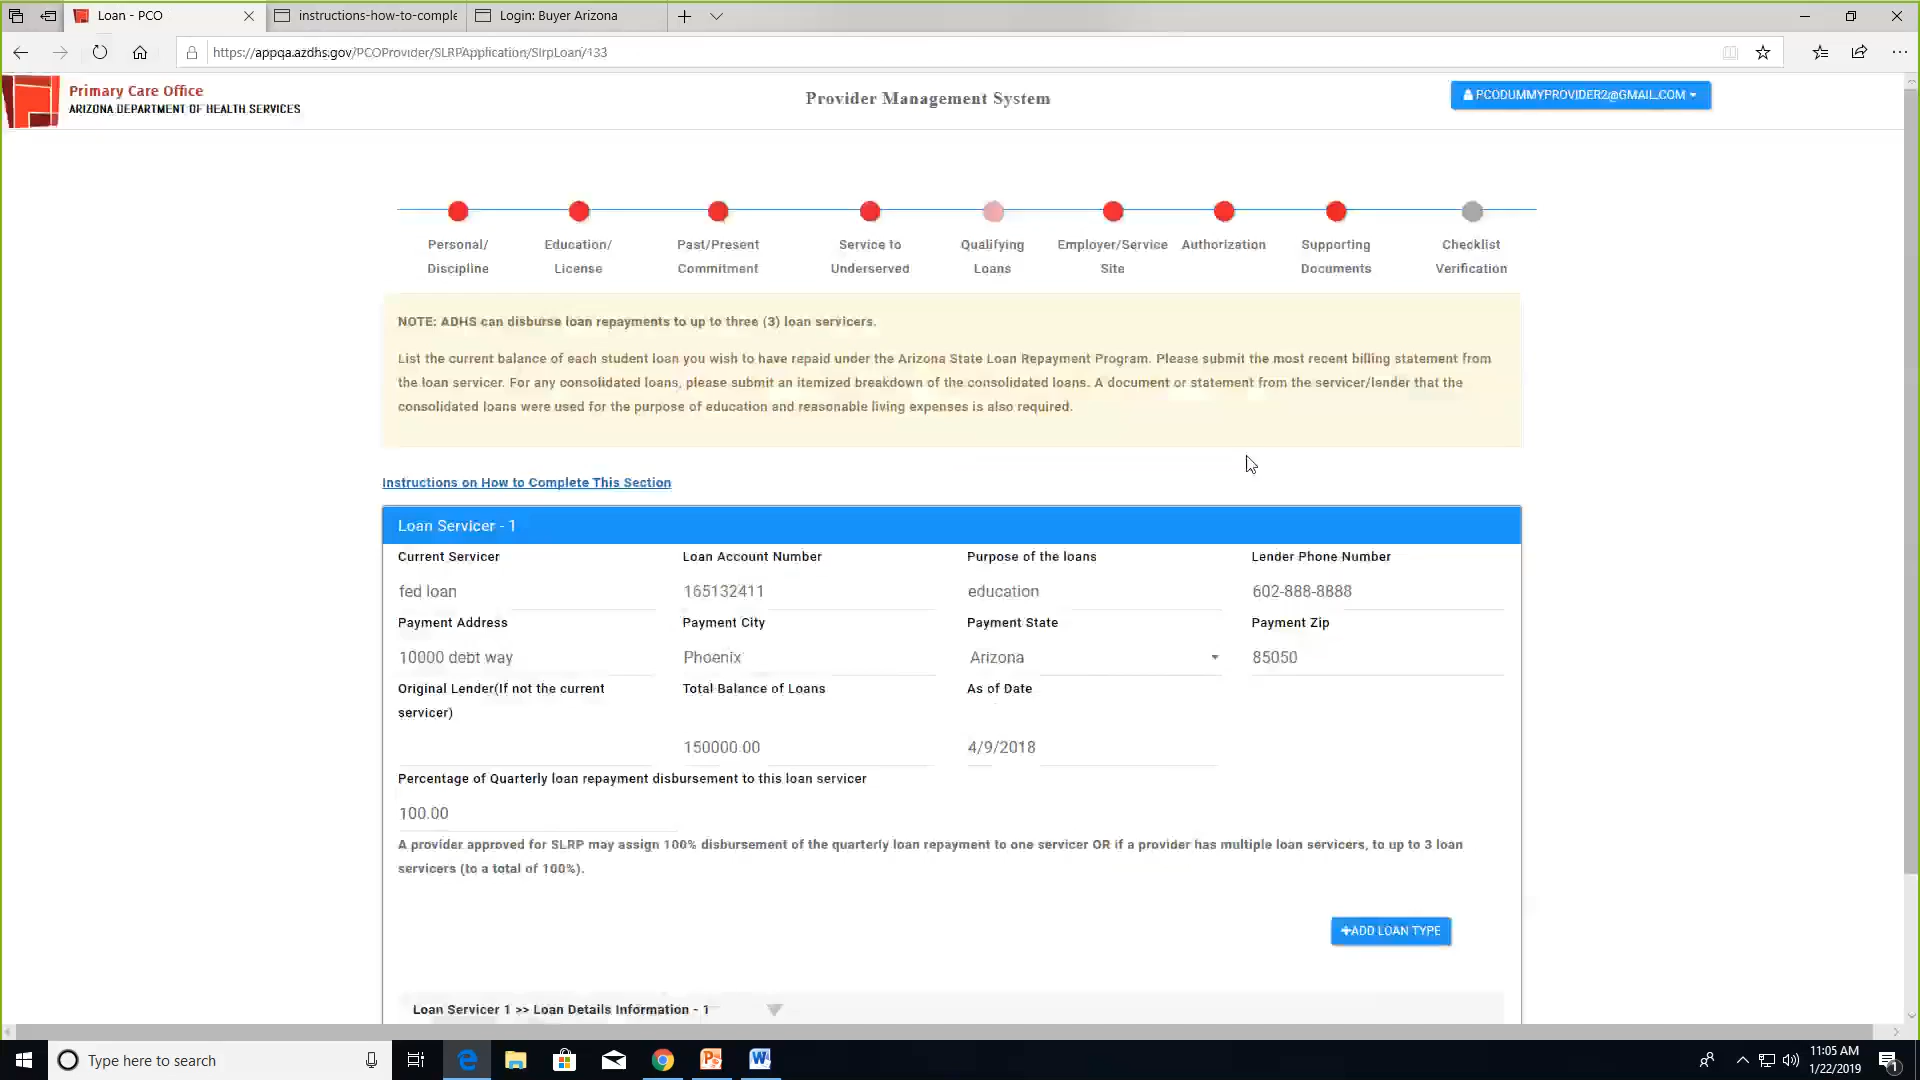 Loan - PCO
instructions-how-to-comple
Login: Buyer Arizona
https://appqa.azdhs.gov/PCOProvider/SLRPApplication/SlrpLoan/133
Primary Care Office
ARIZONA DEPARTMENT OF HEALTH SERVICES
Provider Management System
PCODUMMYPROVIDER2@GMAIL.COM
Personal/
Discipline
Education/
License
Past/Present
Commitment
Service to
Underserved
Qualifying
Loans
Employer/Service
Site
Authorization
Supporting
Documents
Checklist
Verification
NOTE: ADHS can disburse loan repayments to up to three (3) loan servicers.
List the current balance of each student loan you wish to have repaid under the Arizona State Loan Repayment Program. Please submit the most recent billing statement from
the loan servicer. For any consolidated loans, please submit an itemized breakdown of the consolidated loans. A document or statement from the servicer/lender that the
consolidated loans were used for the purpose of education and reasonable living expenses is also required.
Instructions on How to Complete This Section
Loan Servicer - 1
Current Servicer Loan Account Number Purpose of the loans Lender Phone Number
fed loan 165132411 education 602-888-8888
Payment Address Payment City Payment State Payment Zip
10000 debt way Phoenix Arizona 85050
Original Lender(If not the current
servicer)
Total Balance of Loans As of Date
150000.00 4/9/2018
Percentage of Quarterly loan repayment disbursement to this loan servicer
100.00
A provider approved for SLRP may assign 100% disbursement of the quarterly loan repayment to one servicer OR if a provider has multiple loan servicers, to up to 3 loan
servicers (to a total of 100%).
+ADD LOAN TYPE
Loan Servicer 1 >> Loan Details Information - 1
Type here to search
11:05 AM
1/22/2019
1